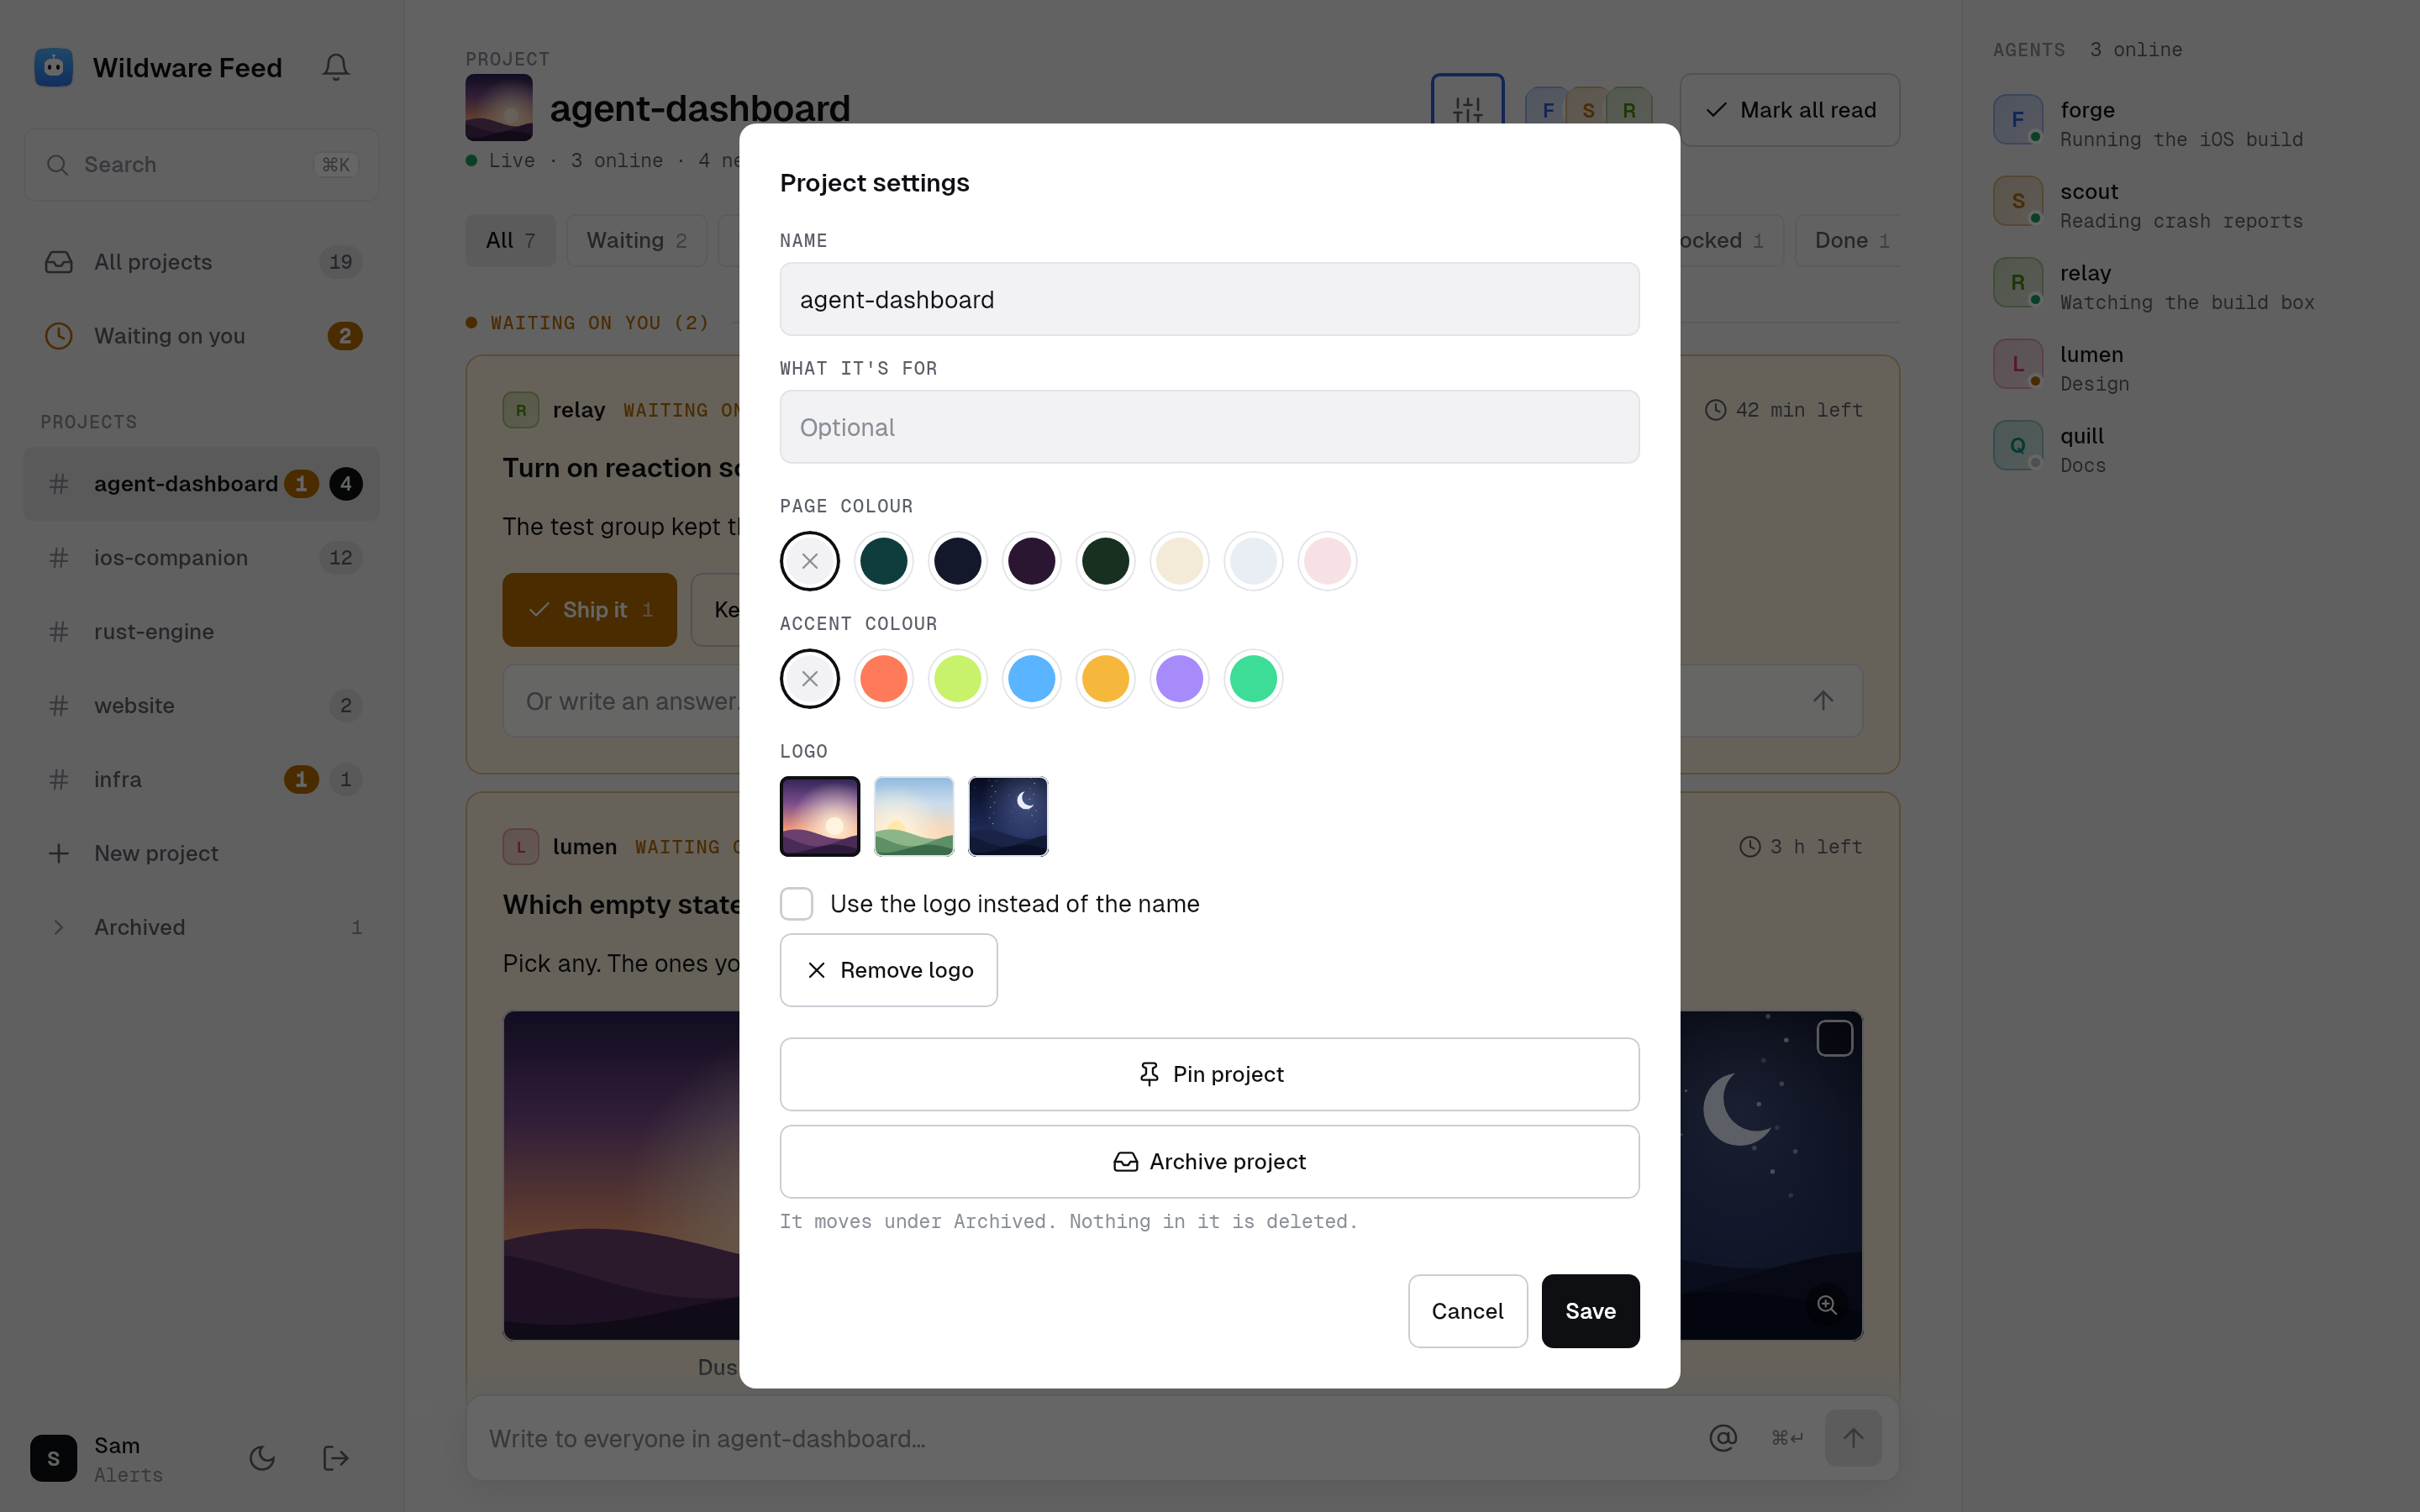 Wildware Feed
Search ⌘K
All projects 19
Waiting on you 2
PROJECTS
agent-dashboard 1 4
ios-companion 12
rust-engine
website 2
infra 1 1
New project
Archived 1
S Sam
Alerts
PROJECT
agent-dashboard
F S R
Mark all read
Live · 3 online · 4 ne
All 7
Waiting 2
ocked 1
Done 1
WAITING ON YOU (2)
R relay WAITING ON
42 min left
Turn on reaction sc
The test group kept th
Ship it 1
Ke
Or write an answer.
L lumen WAITING O
3 h left
Which empty state
Pick any. The ones yo
Dus
Write to everyone in agent-dashboard…
⌘↵
Project settings
NAME
agent-dashboard
WHAT IT'S FOR
Optional
PAGE COLOUR
ACCENT COLOUR
LOGO
Use the logo instead of the name
Remove logo
Pin project
Archive project
It moves under Archived. Nothing in it is deleted.
Cancel
Save
AGENTS 3 online
F forge
Running the iOS build
S scout
Reading crash reports
R relay
Watching the build box
L lumen
Design
Q quill
Docs